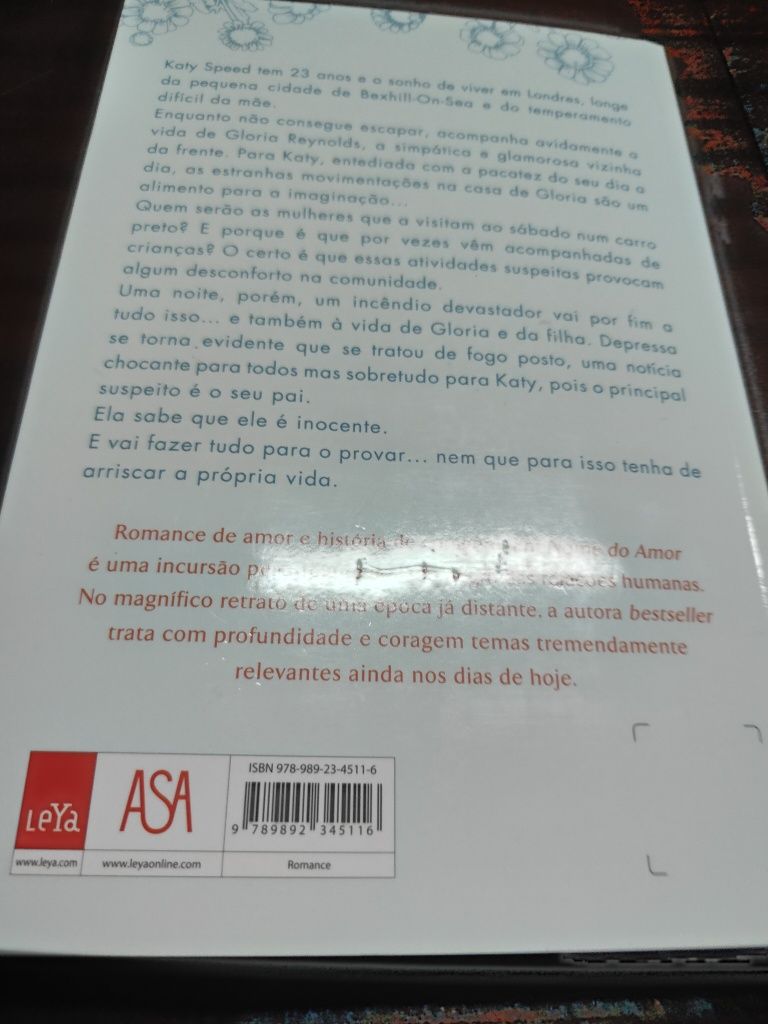 Katy Speed tem 23 anos e o sonho de viver em Londres, longe
da pequena cidade de Bexhill-On-Sea e do temperamento
difícil da mãe.
Enquanto não consegue escapar, acompanha avidamente a
vida de Gloria Reynolds, a simpática e glamorosa vizinha
da frente. Para Katy, entediada com a pacatez do seu dia a
dia, as estranhas movimentações na casa de Gloria são um
alimento para a imaginação...
Quem serão as mulheres que a visitam ao sábado num carro
preto? E porque é que por vezes vêm acompanhadas de
crianças? O certo é que essas atividades suspeitas provocam
algum desconforto na comunidade.
Uma noite, porém, um incêndio devastador vai por fim a
tudo isso... e também à vida de Gloria e da filha. Depressa
se torna evidente que se tratou de fogo posto, uma notícia
chocante para todos mas sobretudo para Katy, pois o principal
suspeito é o seu pai.
Ela sabe que ele é inocente.
E vai fazer tudo para o provar... nem que para isso tenha de
arriscar a própria vida.
Romance de amor e história de do Amor
é uma incursão relações humanas.
No magnífico retrato de uma época já distante, a autora bestseller
trata com profundidade e coragem temas tremendamente
relevantes ainda nos dias de hoje.
ISBN 978-989-23-4511-6
LeYa ASA
9 789892 345116
www.leya.com www.leyaonline.com Romance